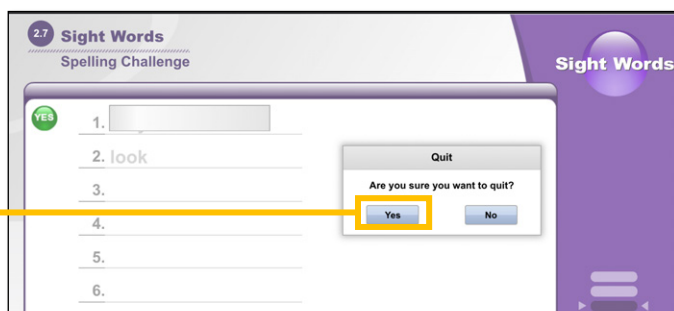 2.7 Sight Words
Spelling Challenge
Sight Words
YES
1.
2. look
3.
4.
5.
6.
Quit
Are you sure you want to quit?
Yes
No